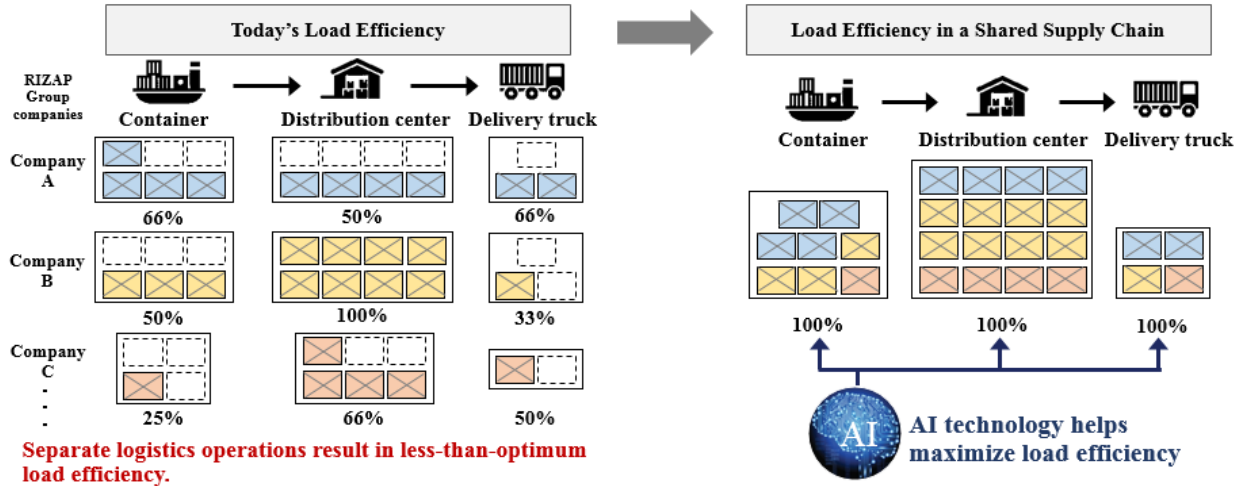 Today's Load Efficiency
Load Efficiency in a Shared Supply Chain
RIZAP
Group
companies
Container
Distribution center
Delivery truck
Container
Distribution center
Delivery truck
Company
A
66%
50%
66%
Company
B
50%
100%
33%
Company
C
25%
66%
50%
100%
100%
100%
Separate logistics operations result in less-than-optimum
load efficiency.
AI
AI technology helps
maximize load efficiency